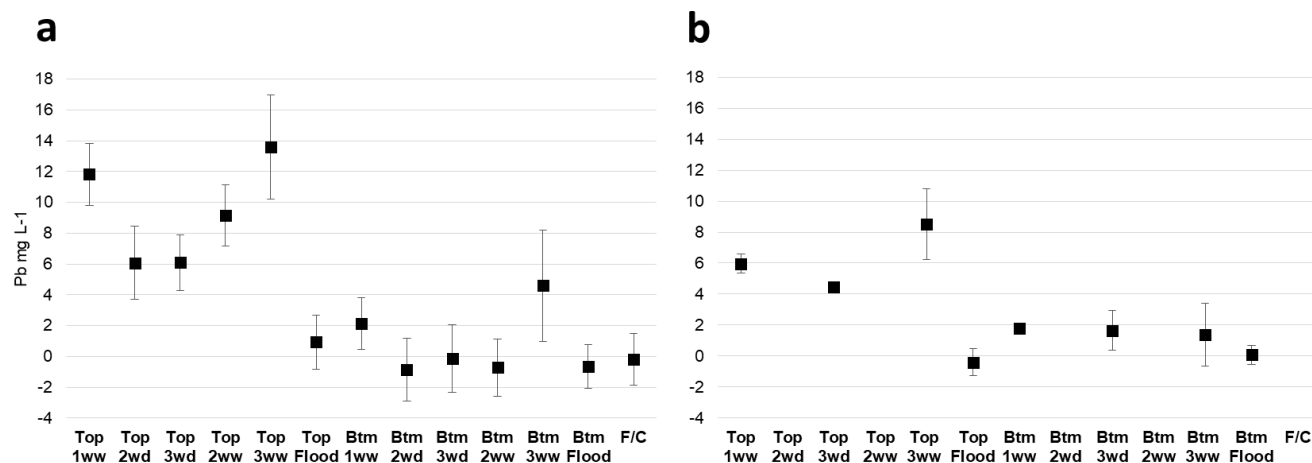 a
b
18
16
14
12
10
8
6
4
2
0
-2
-4
Pb mg L-1
Top 1ww
Top 2wd
Top 3wd
Top 2ww
Top 3ww
Top Flood
Btm 1ww
Btm 2wd
Btm 3wd
Btm 2ww
Btm 3ww
Btm Flood
F/C
18
16
14
12
10
8
6
4
2
0
-2
-4
Top 1ww
Top 2wd
Top 3wd
Top 2ww
Top 3ww
Top Flood
Btm 1ww
Btm 2wd
Btm 3wd
Btm 2ww
Btm 3ww
Btm Flood
F/C